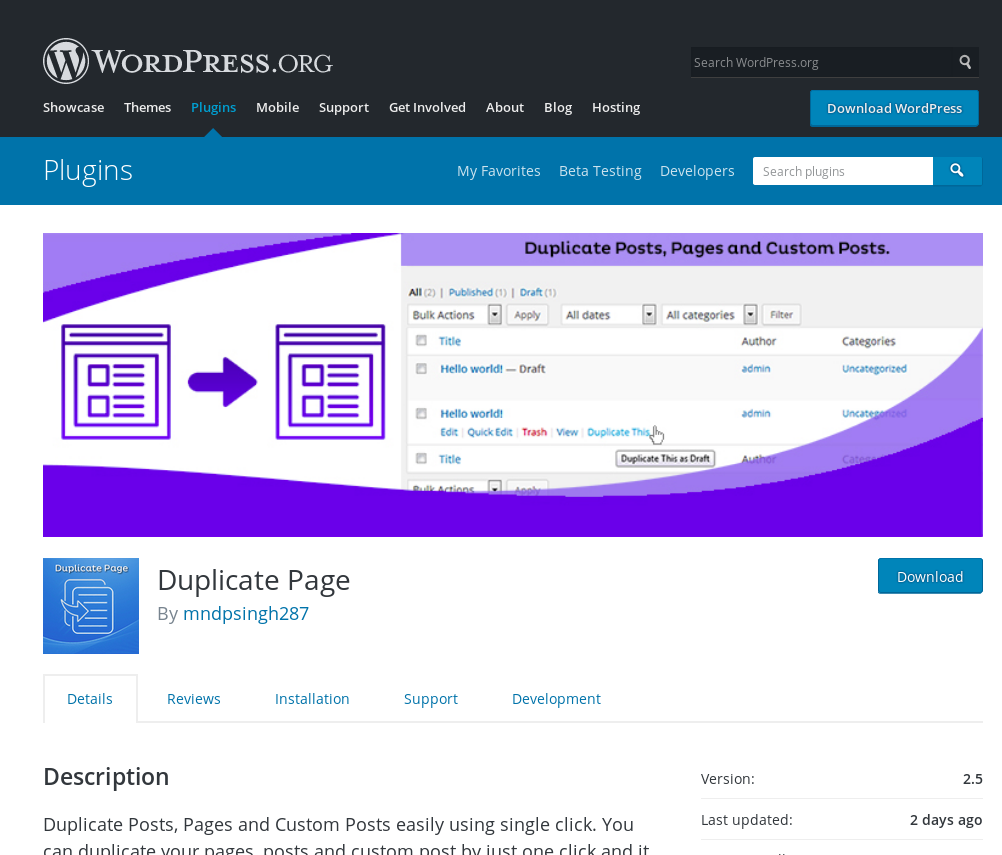 WORDPRESS.ORG
Search WordPress.org
Showcase Themes Plugins Mobile Support Get Involved About Blog Hosting
Download WordPress
Plugins
My Favorites Beta Testing Developers
Search plugins
Duplicate Posts, Pages and Custom Posts.
All (2) | Published (1) | Draft (1)
Bulk Actions Apply All dates All categories Filter
Title Author Categories
Hello world! — Draft admin Uncategorized
Hello world! admin Uncategorized
Edit | Quick Edit | Trash | View | Duplicate This
Duplicate This as Draft
Title Author Categories
Bulk Actions Apply
Duplicate Page
Duplicate Page
Download
By mndpsingh287
Details Reviews Installation Support Development
Description
Version: 2.5
Last updated: 2 days ago
Duplicate Posts, Pages and Custom Posts easily using single click. You
can duplicate your pages, posts and custom post by just one click and it